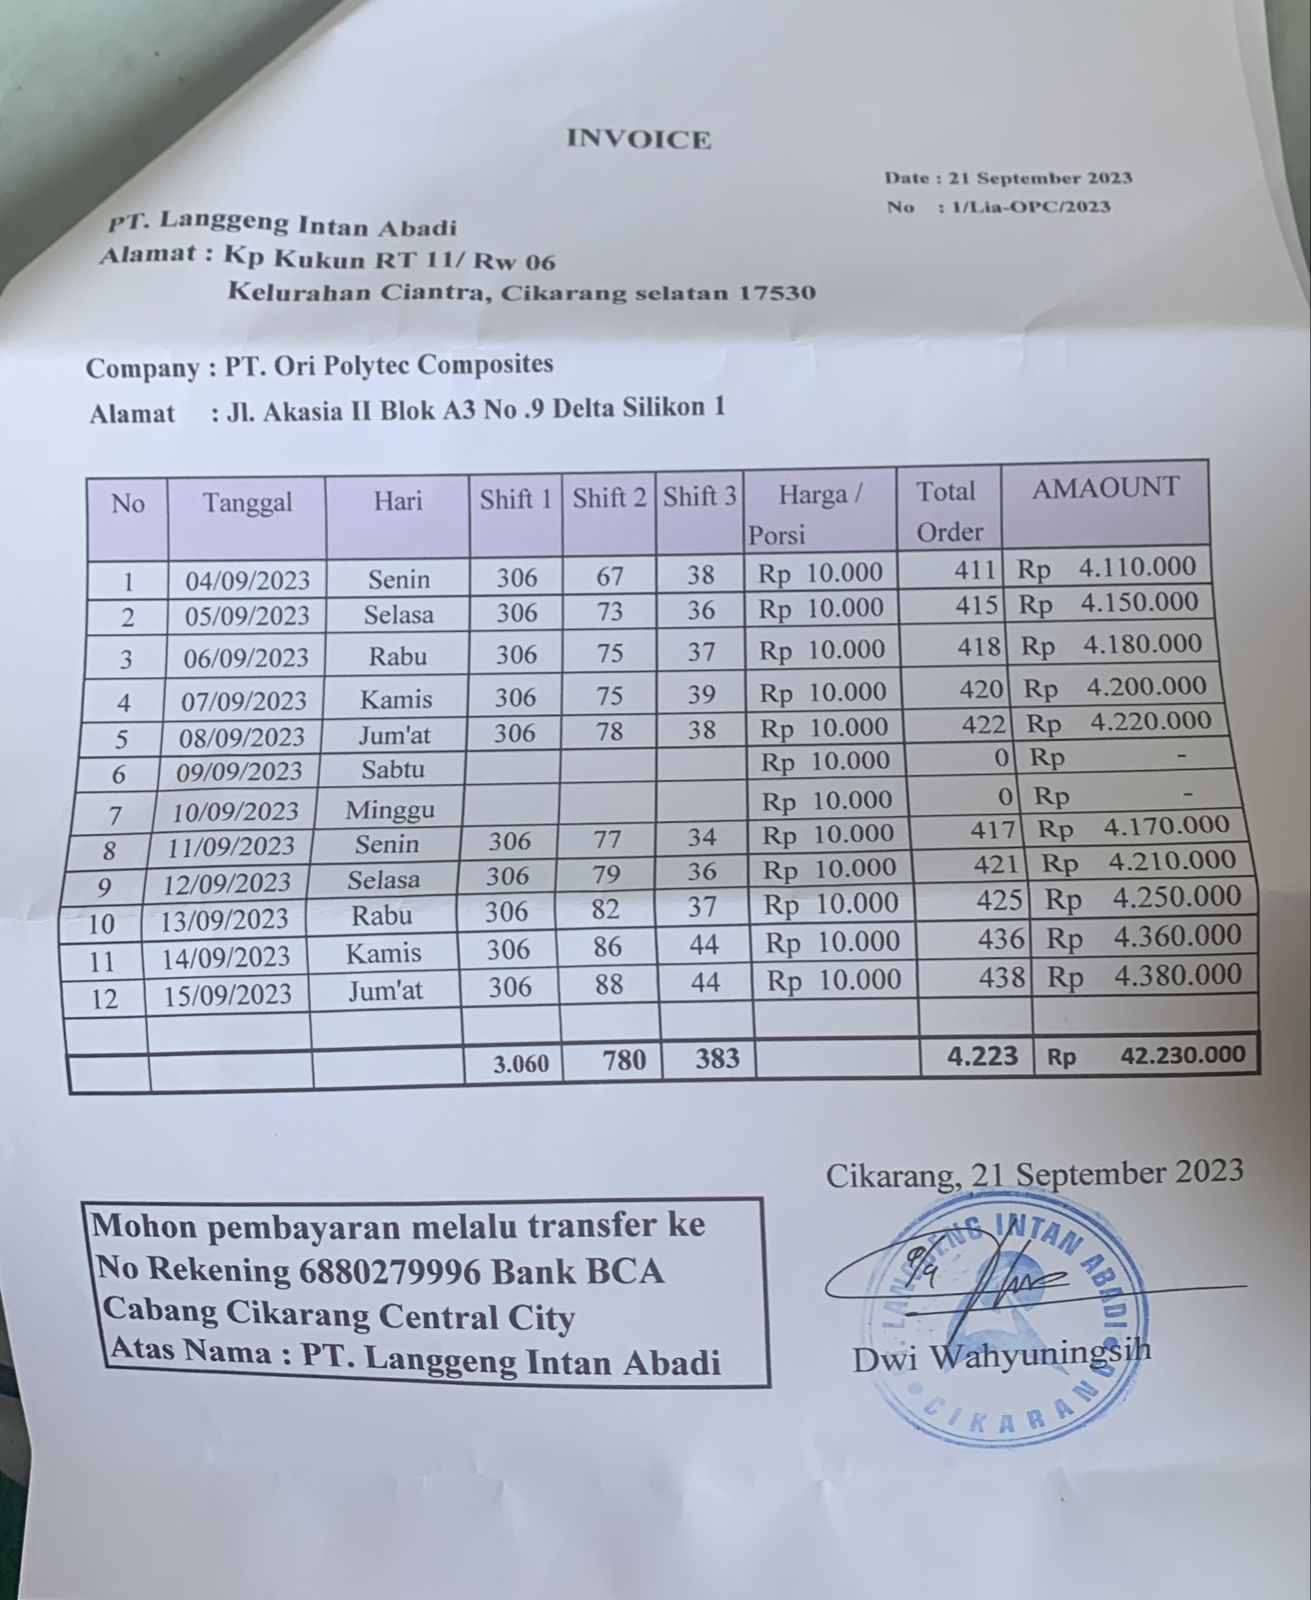 INVOICE
Date : 21 September 2023
No : 1/Lia-OPC/2023
PT. Langgeng Intan Abadi
Alamat : Kp Kukun RT 11/ Rw 06
Kelurahan Ciantra, Cikarang selatan 17530
Company : PT. Ori Polytec Composites
Alamat : Jl. Akasia II Blok A3 No .9 Delta Silikon 1
No Tanggal Hari Shift 1 Shift 2 Shift 3 Harga / Porsi Total Order AMAOUNT
1 04/09/2023 Senin 306 67 38 Rp 10.000 411 Rp 4.110.000
2 05/09/2023 Selasa 306 73 36 Rp 10.000 415 Rp 4.150.000
3 06/09/2023 Rabu 306 75 37 Rp 10.000 418 Rp 4.180.000
4 07/09/2023 Kamis 306 75 39 Rp 10.000 420 Rp 4.200.000
5 08/09/2023 Jum'at 306 78 38 Rp 10.000 422 Rp 4.220.000
6 09/09/2023 Sabtu Rp 10.000 0 Rp -
7 10/09/2023 Minggu Rp 10.000 0 Rp -
8 11/09/2023 Senin 306 77 34 Rp 10.000 417 Rp 4.170.000
9 12/09/2023 Selasa 306 79 36 Rp 10.000 421 Rp 4.210.000
10 13/09/2023 Rabu 306 82 37 Rp 10.000 425 Rp 4.250.000
11 14/09/2023 Kamis 306 86 44 Rp 10.000 436 Rp 4.360.000
12 15/09/2023 Jum'at 306 88 44 Rp 10.000 438 Rp 4.380.000
3.060 780 383 4.223 Rp 42.230.000
Cikarang, 21 September 2023
Mohon pembayaran melalu transfer ke
No Rekening 6880279996 Bank BCA
Cabang Cikarang Central City
Atas Nama : PT. Langgeng Intan Abadi
LANGGENG INTAN ABADI
Dwi Wahyuningsih
CIKARANG